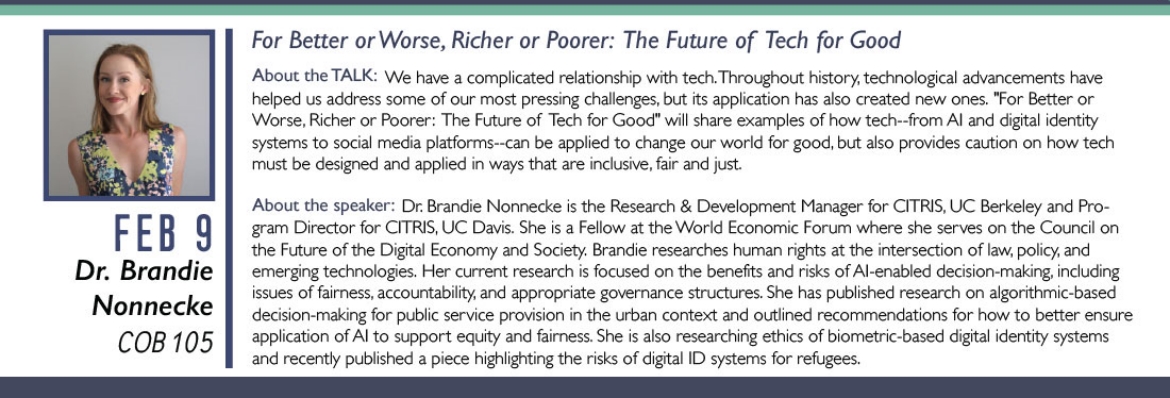 For Better or Worse, Richer or Poorer: The Future of Tech for Good
About the TALK: We have a complicated relationship with tech. Throughout history, technological advancements have
helped us address some of our most pressing challenges, but its application has also created new ones. "For Better or
Worse, Richer or Poorer: The Future of Tech for Good" will share examples of how tech--from AI and digital identity
systems to social media platforms--can be applied to change our world for good, but also provides caution on how tech
must be designed and applied in ways that are inclusive, fair and just.
About the speaker: Dr. Brandie Nonnecke is the Research & Development Manager for CITRIS, UC Berkeley and Pro-
gram Director for CITRIS, UC Davis. She is a Fellow at the World Economic Forum where she serves on the Council on
the Future of the Digital Economy and Society. Brandie researches human rights at the intersection of law, policy, and
emerging technologies. Her current research is focused on the benefits and risks of AI-enabled decision-making, including
issues of fairness, accountability, and appropriate governance structures. She has published research on algorithmic-based
decision-making for public service provision in the urban context and outlined recommendations for how to better ensure
application of AI to support equity and fairness. She is also researching ethics of biometric-based digital identity systems
and recently published a piece highlighting the risks of digital ID systems for refugees.
FEB 9
Dr. Brandie
Nonnecke
COB 105